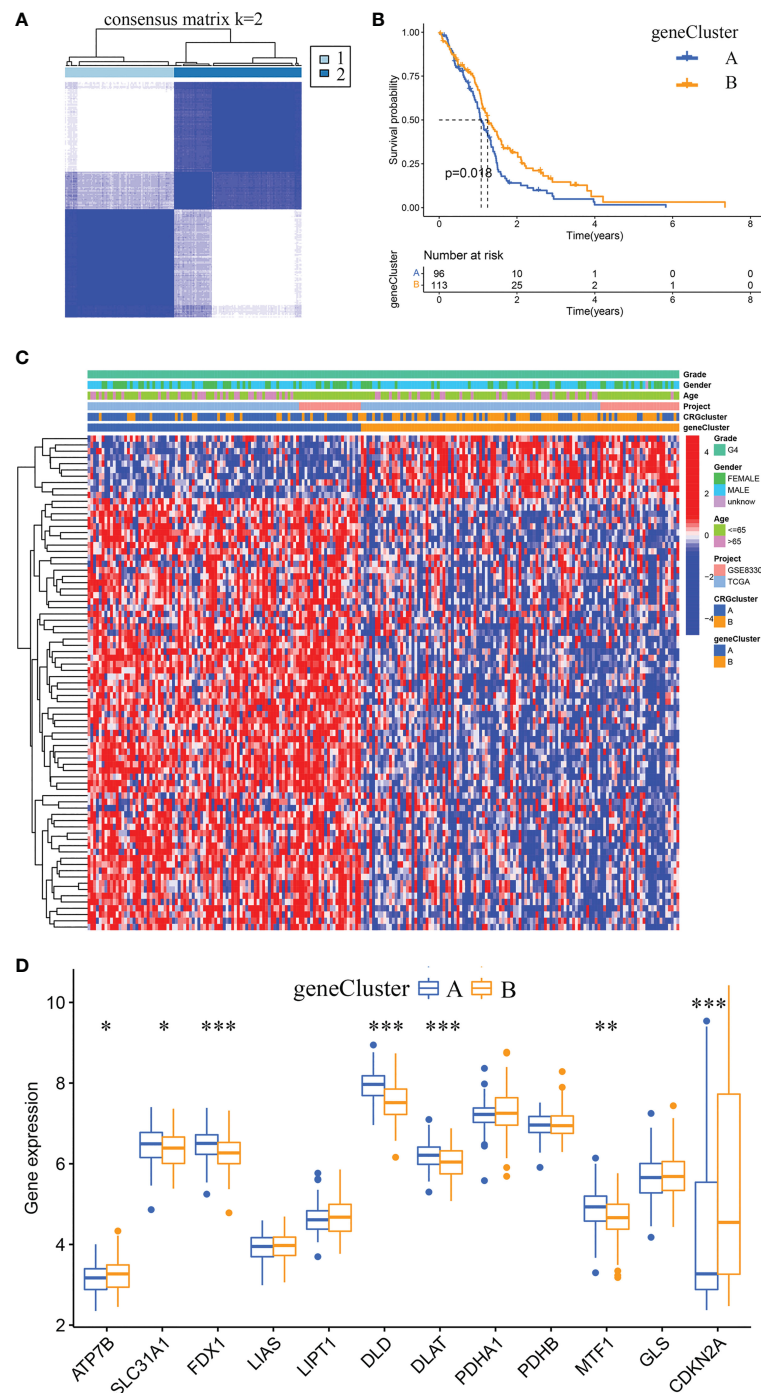 A
consensus matrix k=2
1
2
B
geneCluster
A
B
Survival probability
1.00
0.75
0.50
0.25
0.00
p=0.018
0 2 4 6 8
Time(years)
Number at risk
geneCluster
A 96 10 1 0 0
B 113 25 2 1 0
0 2 4 6 8
Time(years)
C
Grade
Gender
Age
Project
CRGcluster
geneCluster
4
2
0
−2
−4
Grade
G4
Gender
FEMALE
MALE
unknow
Age
<=65
>65
Project
GSE8330
TCGA
CRGcluster
A
B
geneCluster
A
B
D
geneCluster A B
* * *** *** *** ** ***
Gene expression
10
8
6
4
2
ATP7B
SLC31A1
FDX1
LIAS
LIPT1
DLD
DLAT
PDHA1
PDHB
MTF1
GLS
CDKN2A